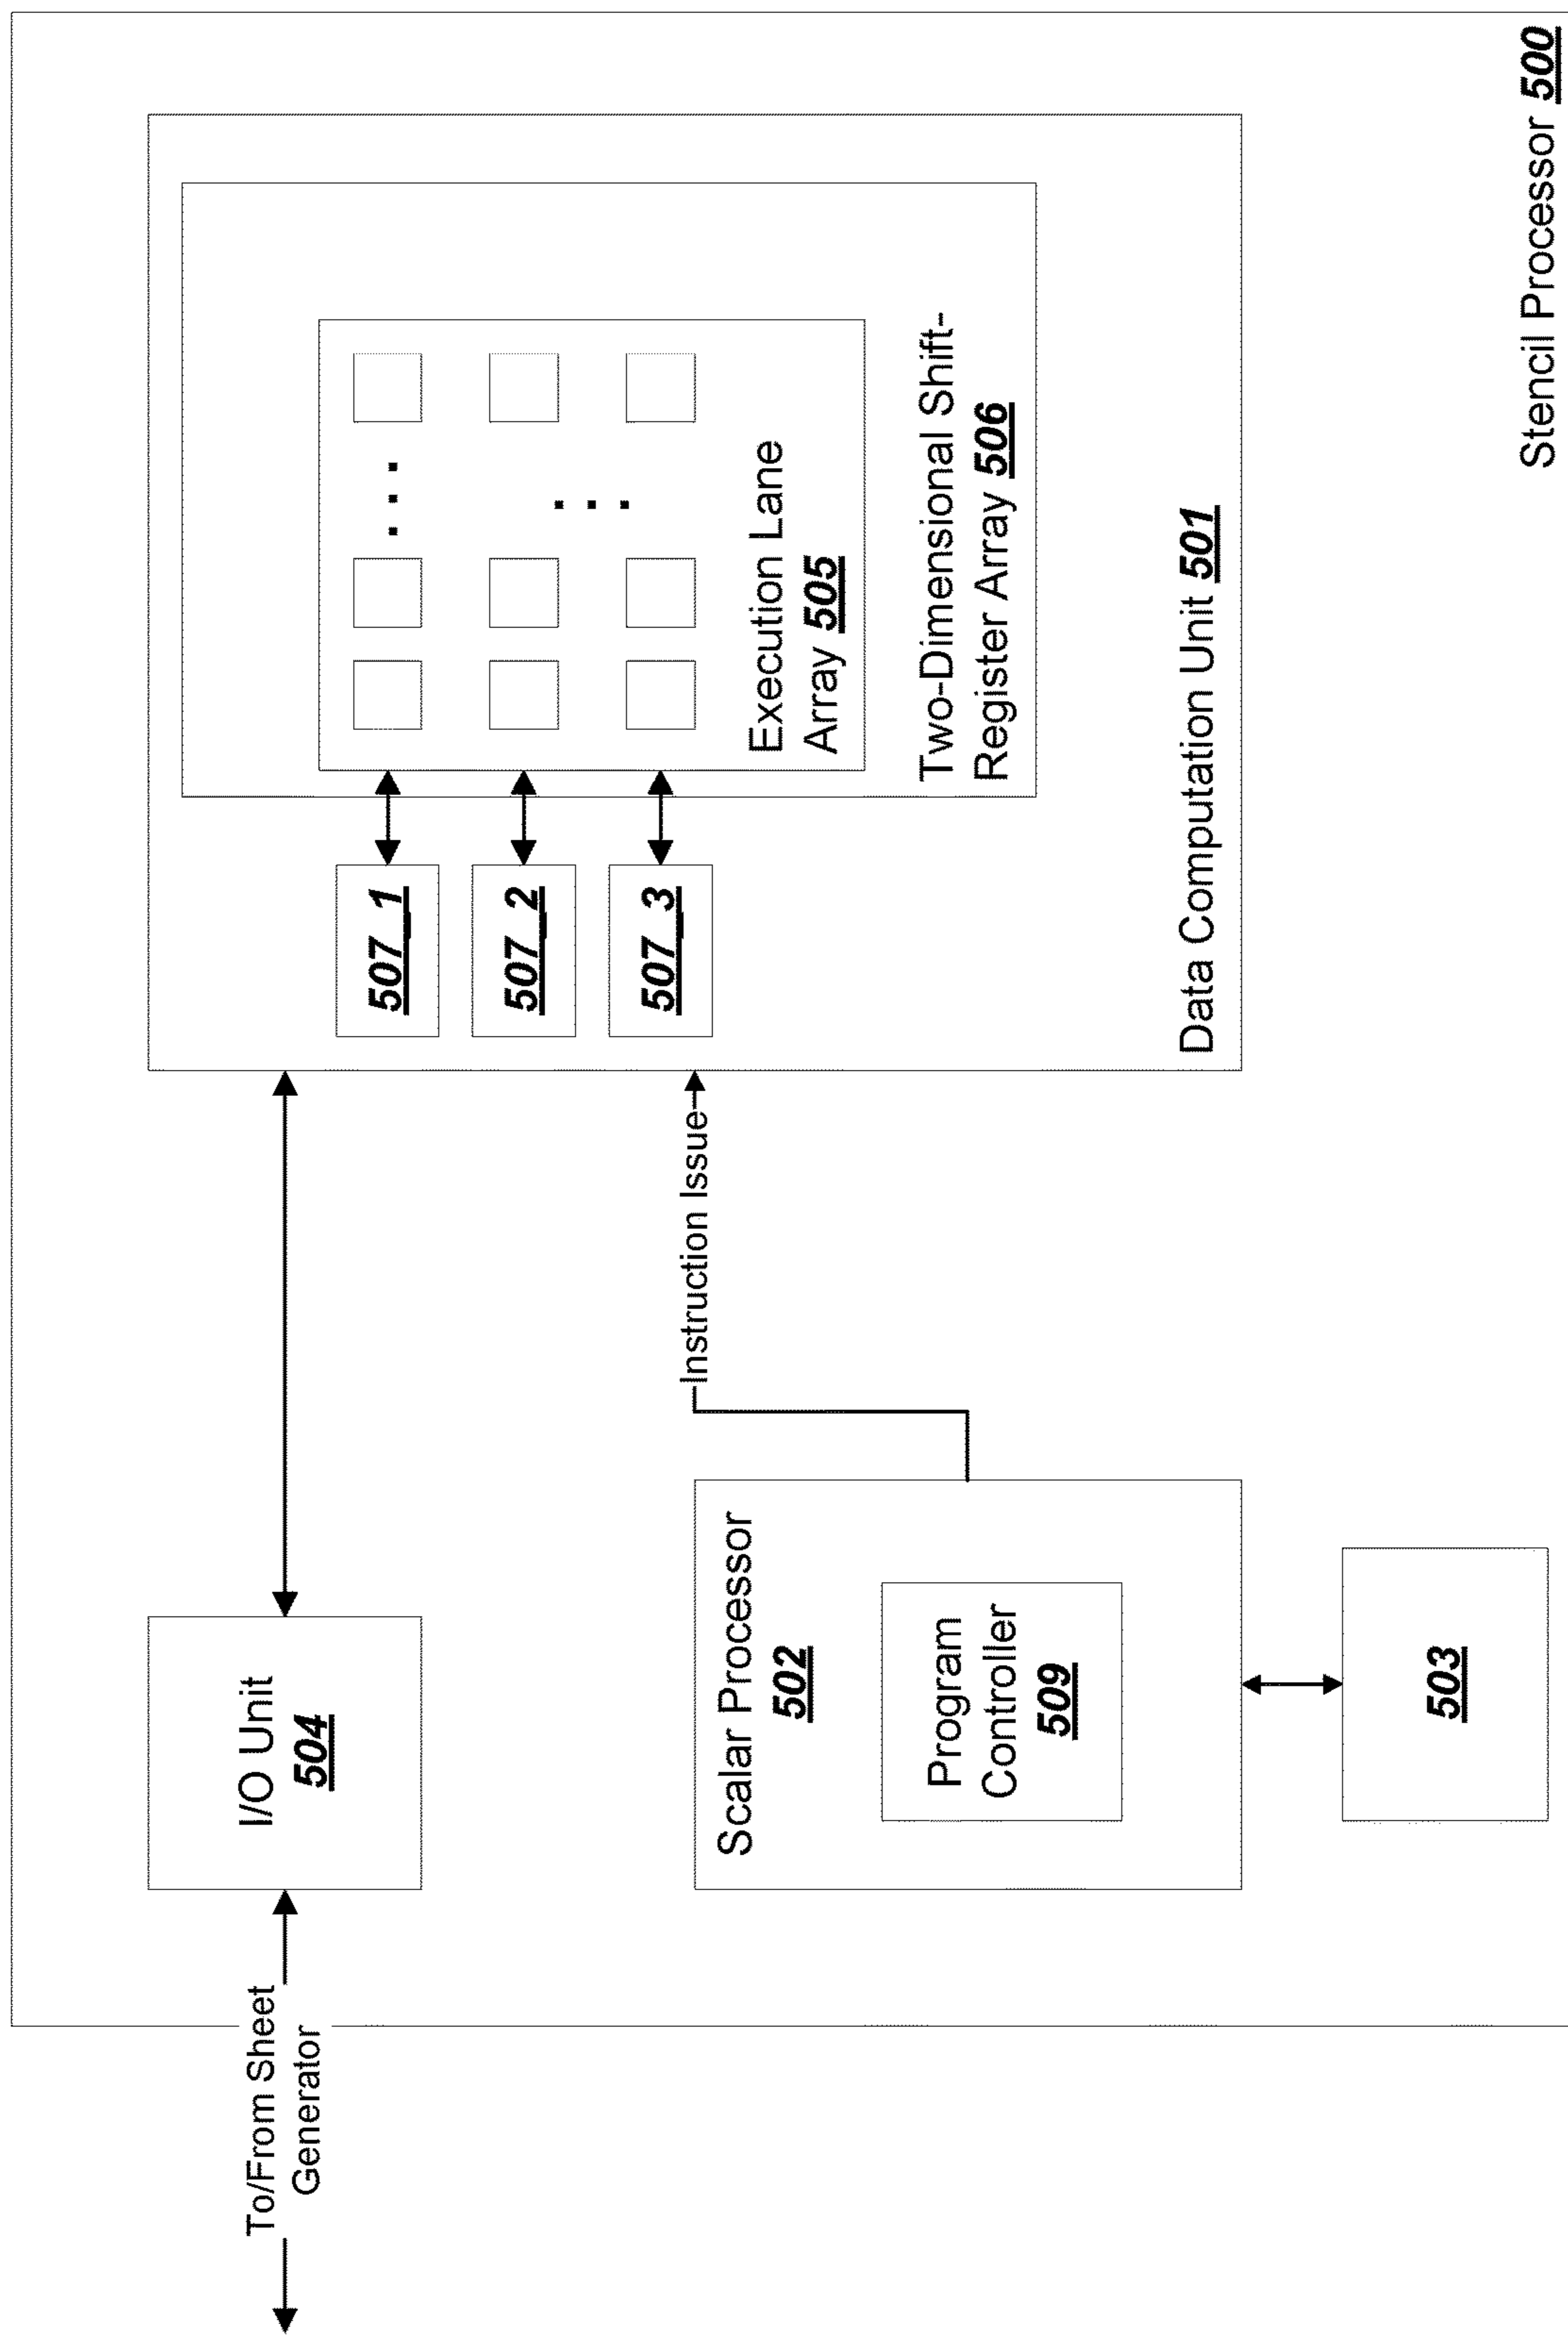 To/From Sheet
Generator
I/O Unit
504
Scalar Processor
502
Program
Controller
509
503
Instruction Issue
507_1
507_2
507_3
Execution Lane
Array 505
Two-Dimensional Shift-
Register Array 506
Data Computation Unit 501
Stencil Processor 500